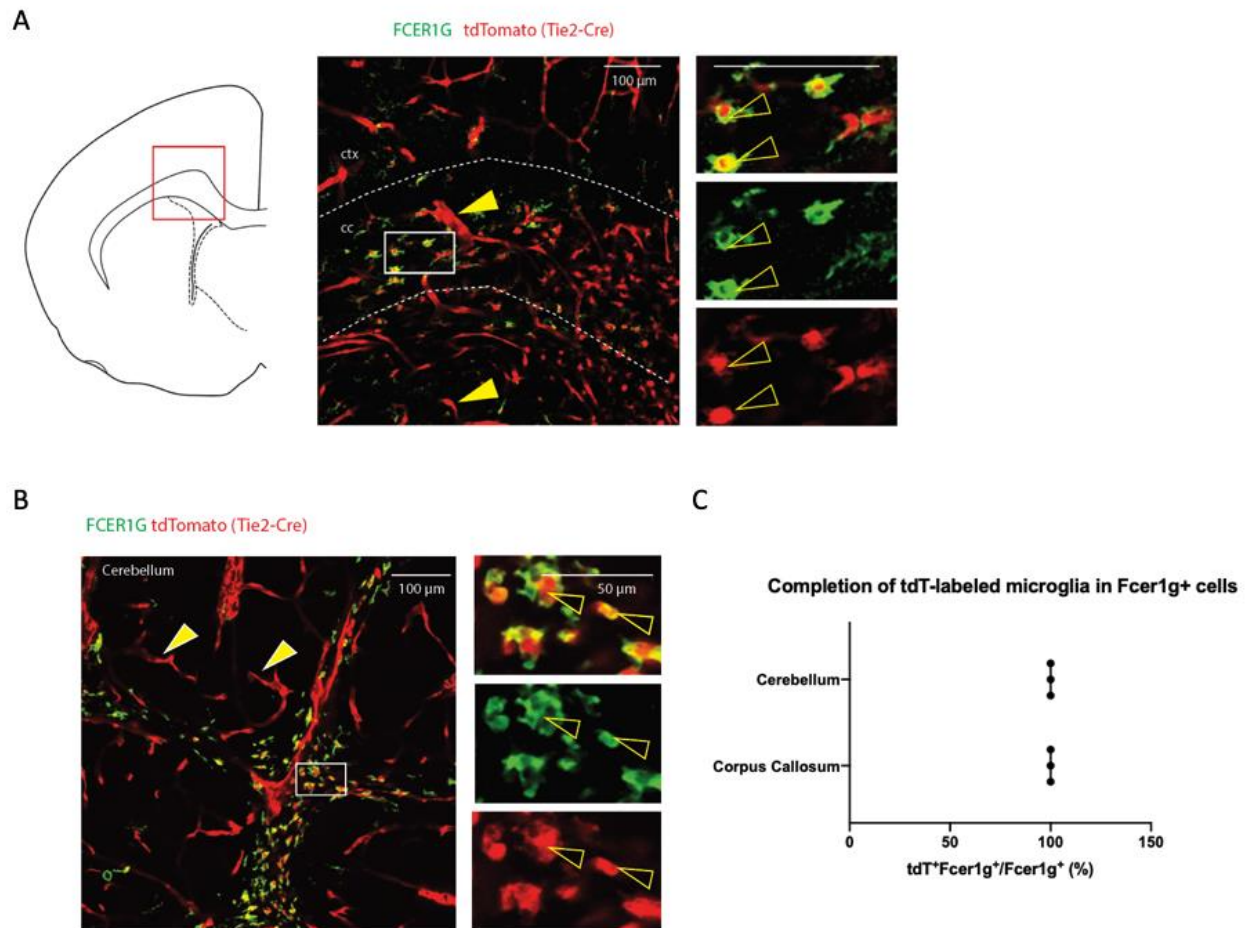 A
FCER1G tdTomato (Tie2-Cre)
100 µm
ctx
cc
B
FCER1G tdTomato (Tie2-Cre)
Cerebellum
100 µm
50 µm
C
Completion of tdT-labeled microglia in Fcer1g+ cells
Cerebellum
Corpus Callosum
0 50 100 150
tdT⁺Fcer1g⁺/Fcer1g⁺ (%)